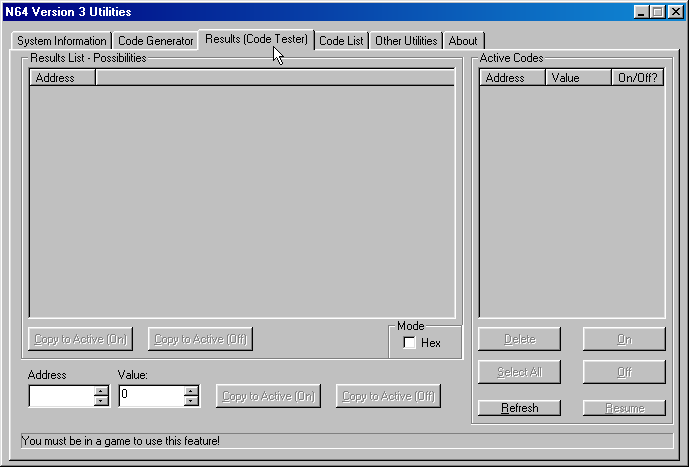 N64 Version 3 Utilities
System Information Code Generator Results (Code Tester) Code List Other Utilities About
Results List - Possibilities
Address
Active Codes
Address Value On/Off?
Copy to Active (On) Copy to Active (Off)
Mode
Hex
Delete On
Select All Off
Refresh Resume
Address Value:
0
Copy to Active (On) Copy to Active (Off)
You must be in a game to use this feature!